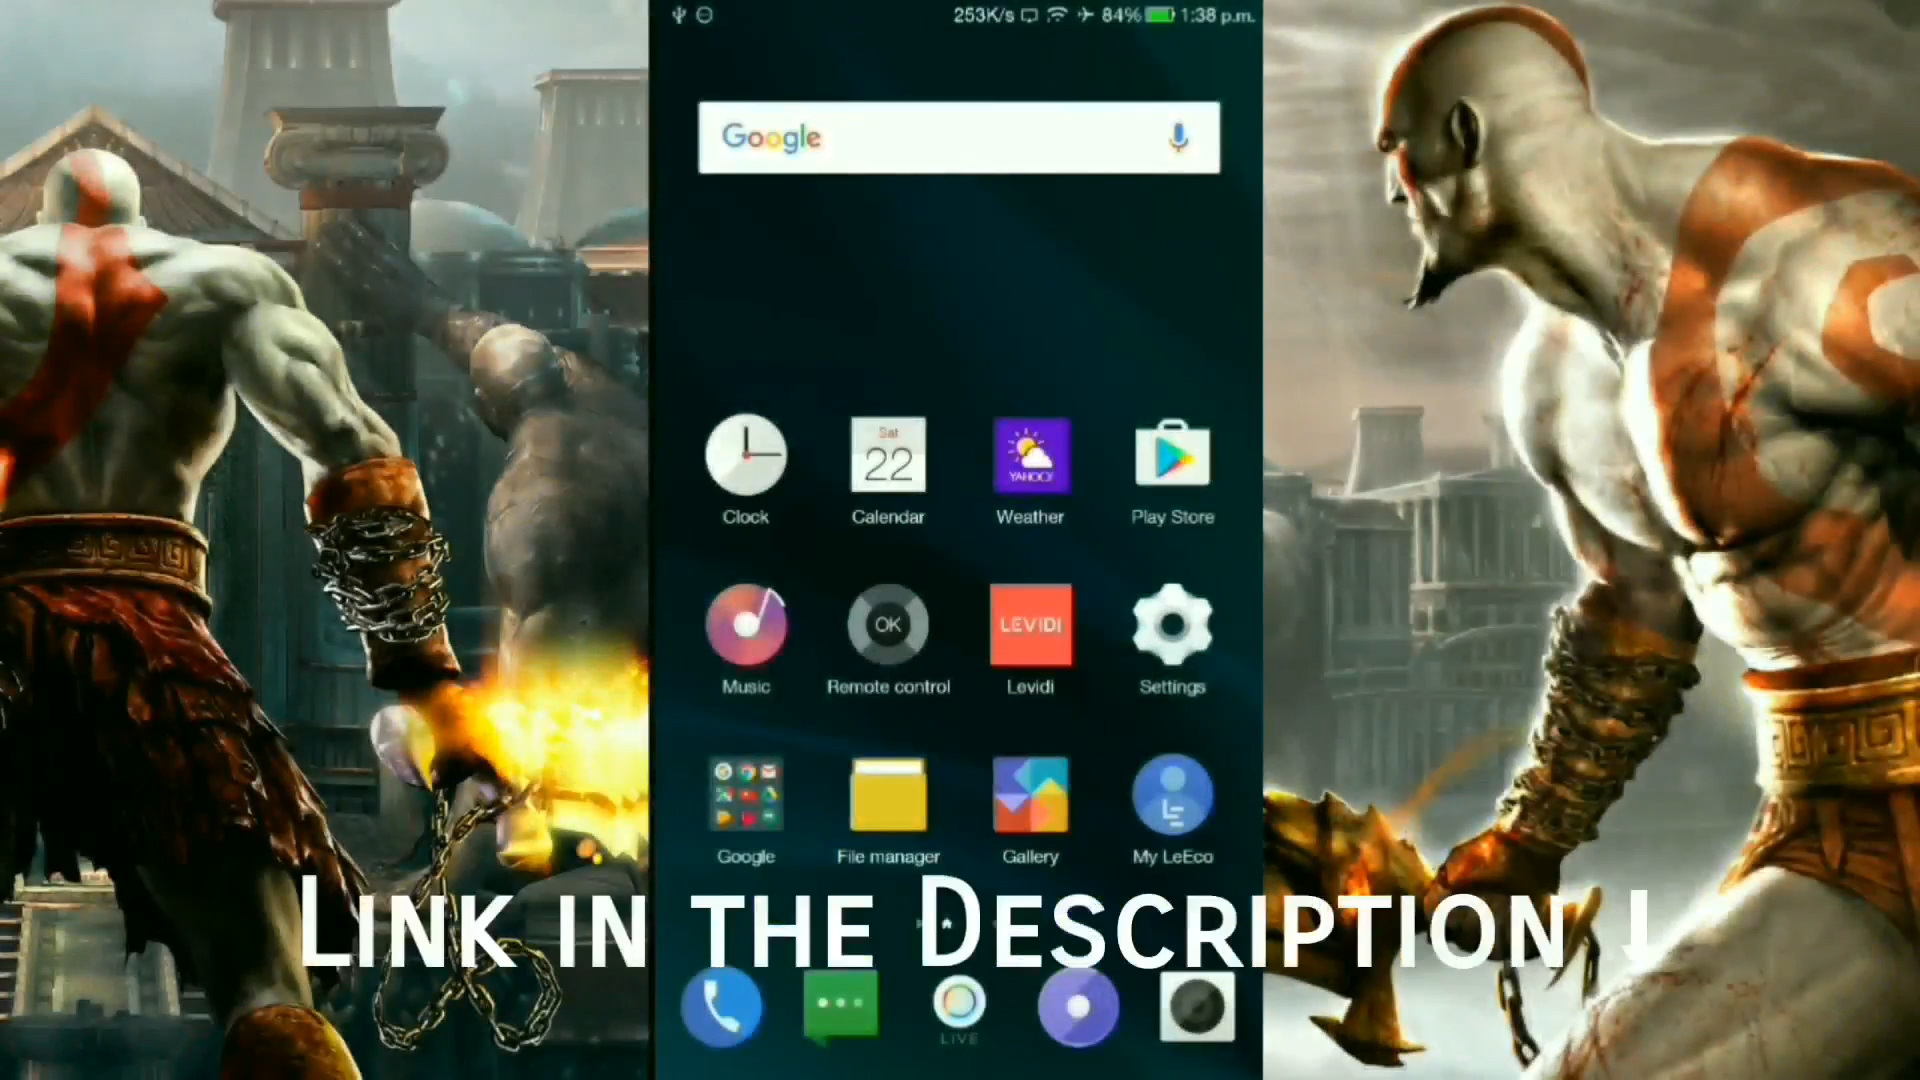 253K/s 84% 1:38 p.m.
Google
Sat
22
YAHOO!
Clock Calendar Weather Play Store
OK
LEVIDI
Music Remote control Levidi Settings
Google File manager Gallery My LeEco
LINK IN THE DESCRIPTION ↓
LIVE